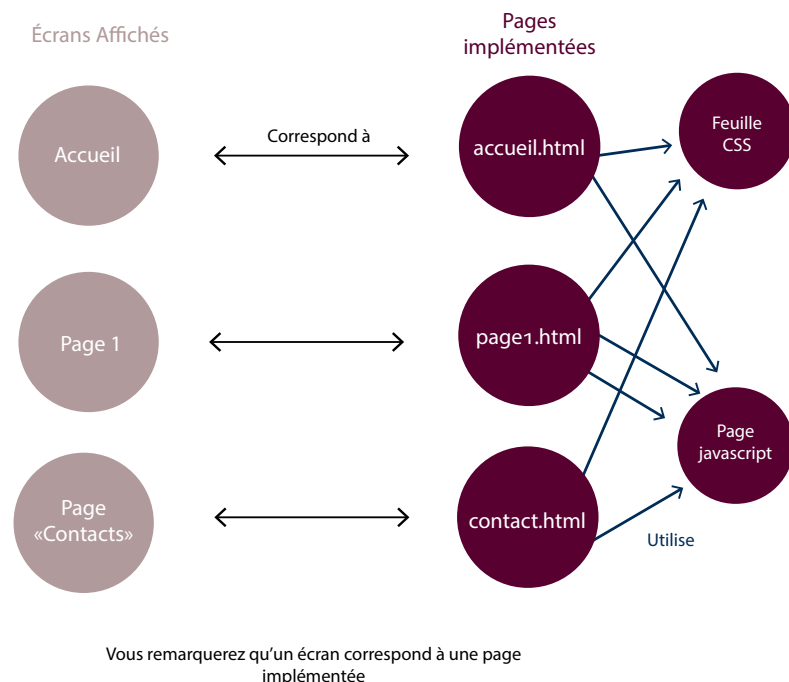 Écrans Affichés
Pages
implémentées
Accueil
Correspond à
accueil.html
Feuille
CSS
Page 1
page1.html
Page
javascript
Page
«Contacts»
contact.html
Utilise
Vous remarquerez qu'un écran correspond à une page
implémentée